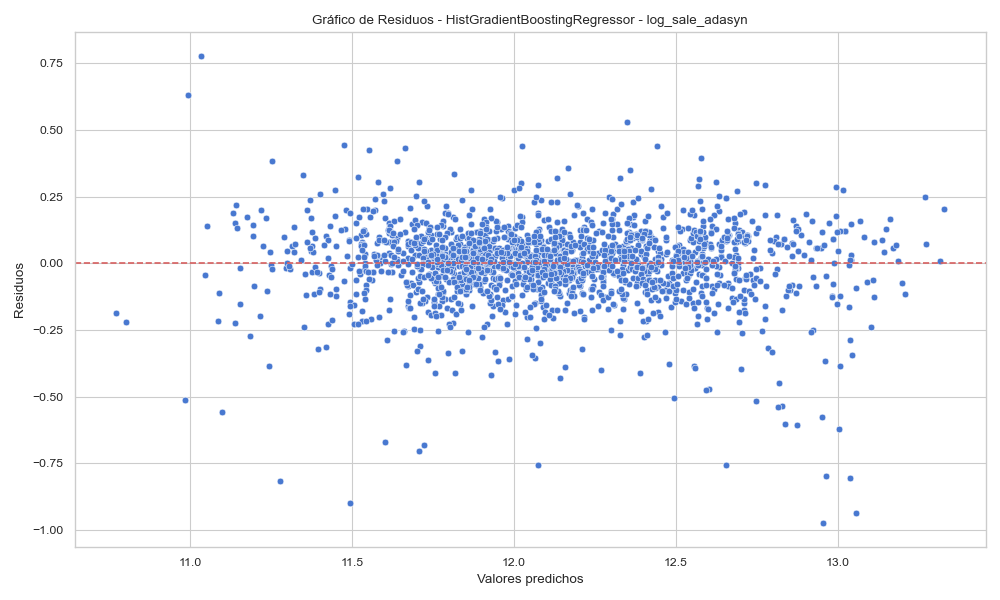 Gráfico de Residuos - HistGradientBoostingRegressor - log_sale_adasyn
Residuos
0.75
0.50
0.25
0.00
−0.25
−0.50
−0.75
−1.00
11.0 11.5 12.0 12.5 13.0
Valores predichos